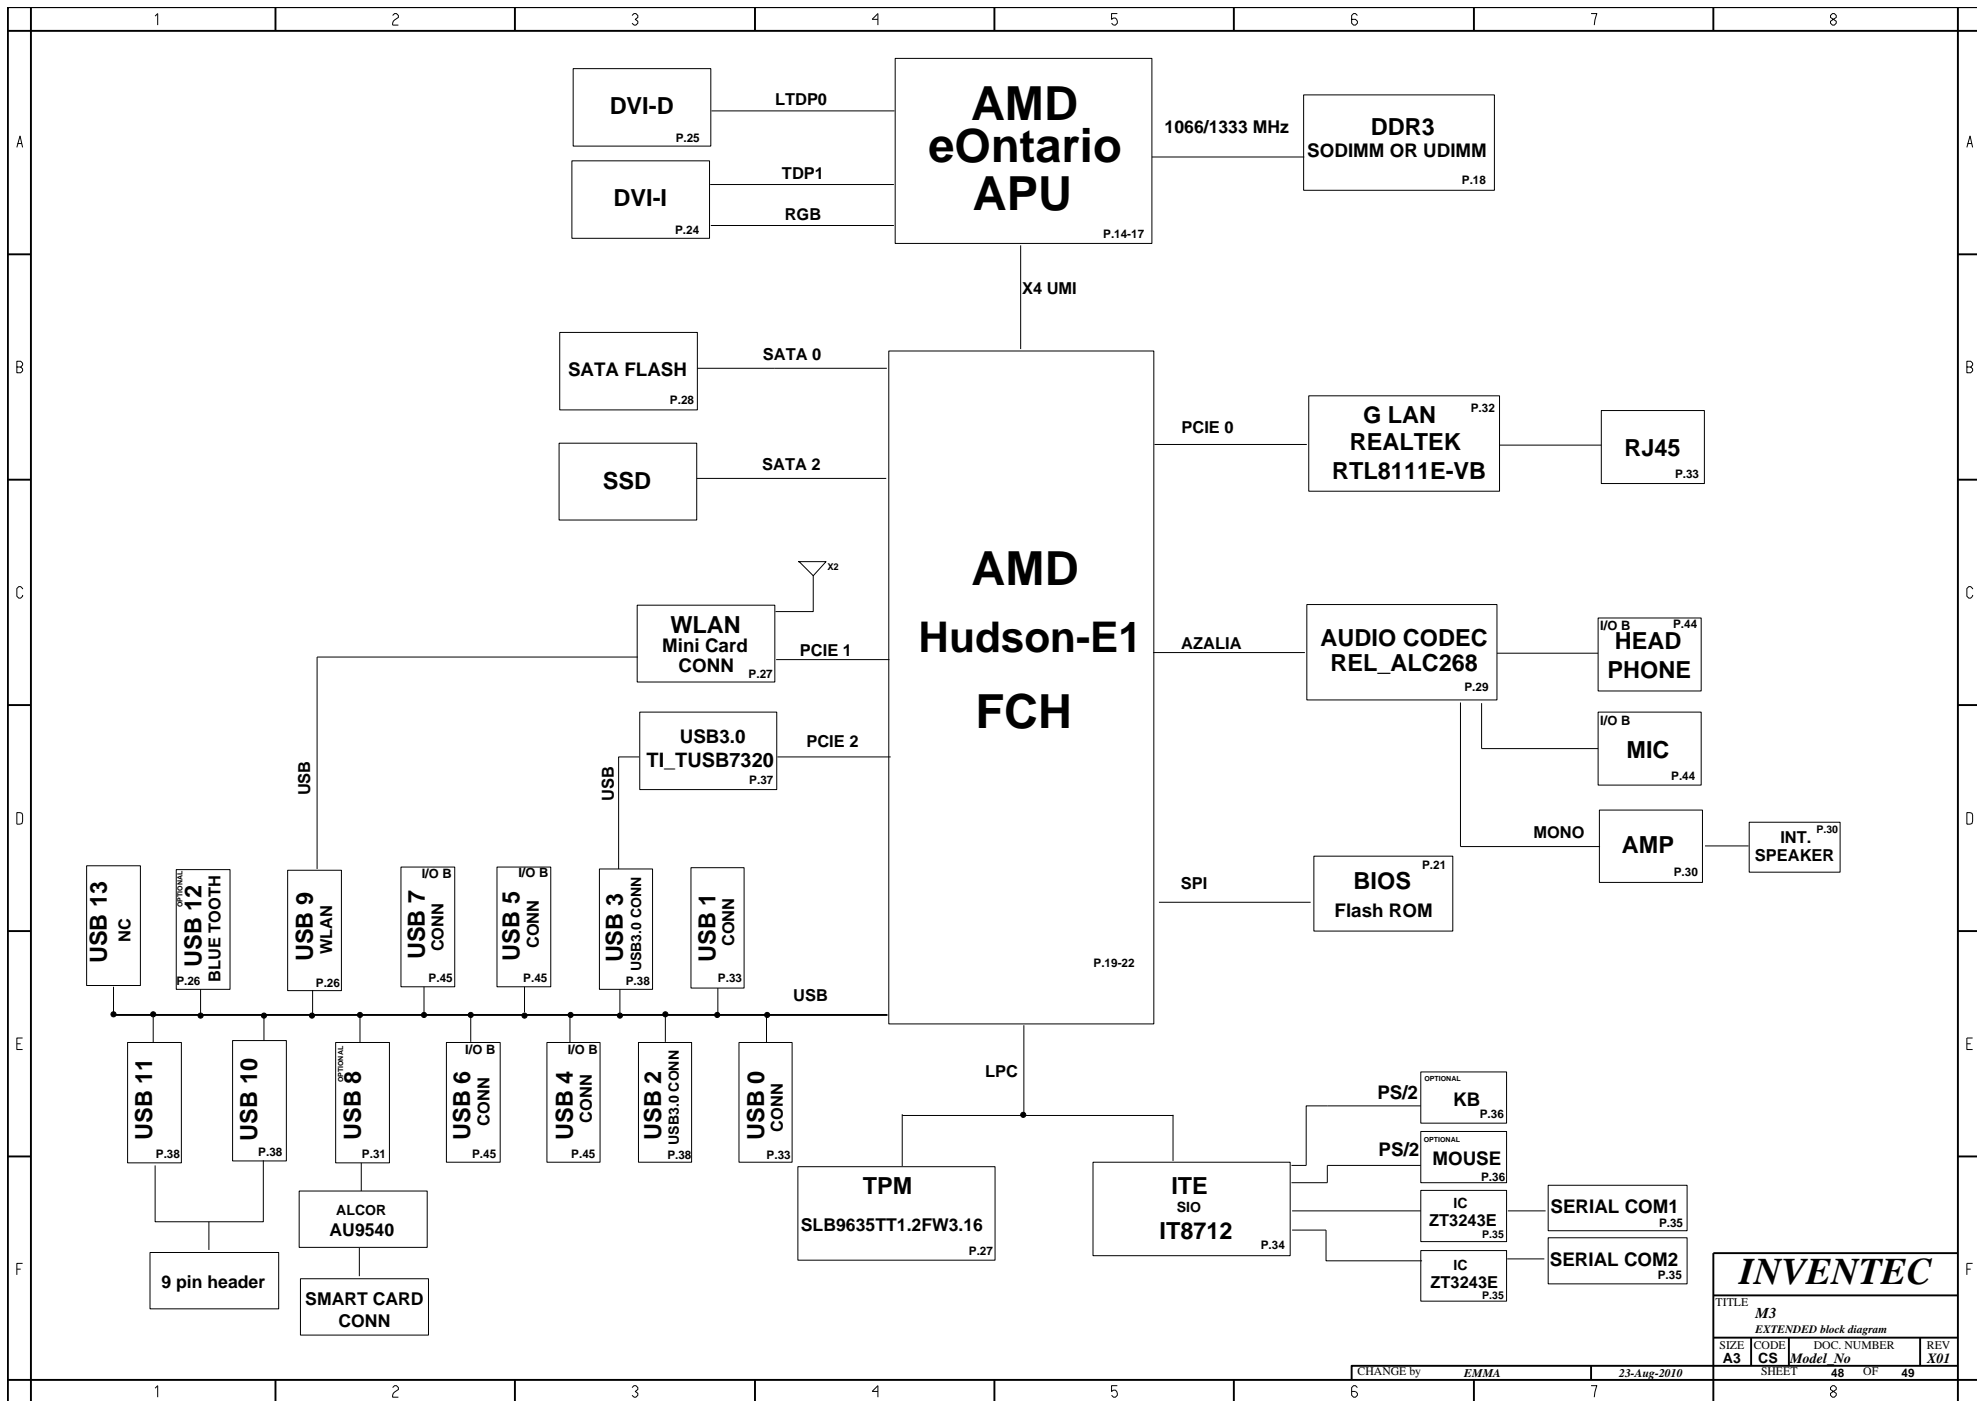 1 2 3 4 5 6 7 8
A
A
B
B
C
C
D
D
E
E
F
F
DVI-D
P.25
LTDP0
DVI-I
P.24
TDP1
RGB
AMD
eOntario
APU
P.14-17
1066/1333 MHz
DDR3
SODIMM OR UDIMM
P.18
X4 UMI
SATA FLASH
P.28
SATA 0
SSD
SATA 2
X2
WLAN
Mini Card
CONN
P.27
PCIE 1
USB3.0
TI_TUSB7320
P.37
PCIE 2
USB
USB
AMD
Hudson-E1
FCH
P.19-22
PCIE 0
G LAN
P.32
REALTEK
RTL8111E-VB
RJ45
P.33
AZALIA
AUDIO CODEC
REL_ALC268
P.29
I/O B
P.44
HEAD
PHONE
I/O B
MIC
P.44
MONO
AMP
P.30
INT.
P.30
SPEAKER
SPI
P.21
BIOS
Flash ROM
USB 13
NC
OPTIONAL
USB 12
BLUE TOOTH
P.26
USB 9
WLAN
P.26
I/O B
USB 7
CONN
P.45
I/O B
USB 5
CONN
P.45
USB 3
USB3.0 CONN
P.38
USB 1
CONN
P.33
USB
USB 11
P.38
USB 10
P.38
OPTIONAL
USB 8
P.31
I/O B
USB 6
CONN
P.45
I/O B
USB 4
CONN
P.45
USB 2
USB3.0 CONN
P.38
USB 0
CONN
P.33
9 pin header
ALCOR
AU9540
SMART CARD
CONN
LPC
TPM
SLB9635TT1.2FW3.16
P.27
ITE
SIO
IT8712
P.34
PS/2
OPTIONAL
KB
P.36
PS/2
OPTIONAL
MOUSE
P.36
IC
ZT3243E
P.35
SERIAL COM1
P.35
IC
ZT3243E
P.35
SERIAL COM2
P.35
INVENTEC
TITLE
M3
EXTENDED block diagram
SIZE CODE DOC. NUMBER REV
A3 CS Model_No X01
CHANGE by EMMA 23-Aug-2010 SHEET 48 OF 49
1 2 3 4 5 6 7 8